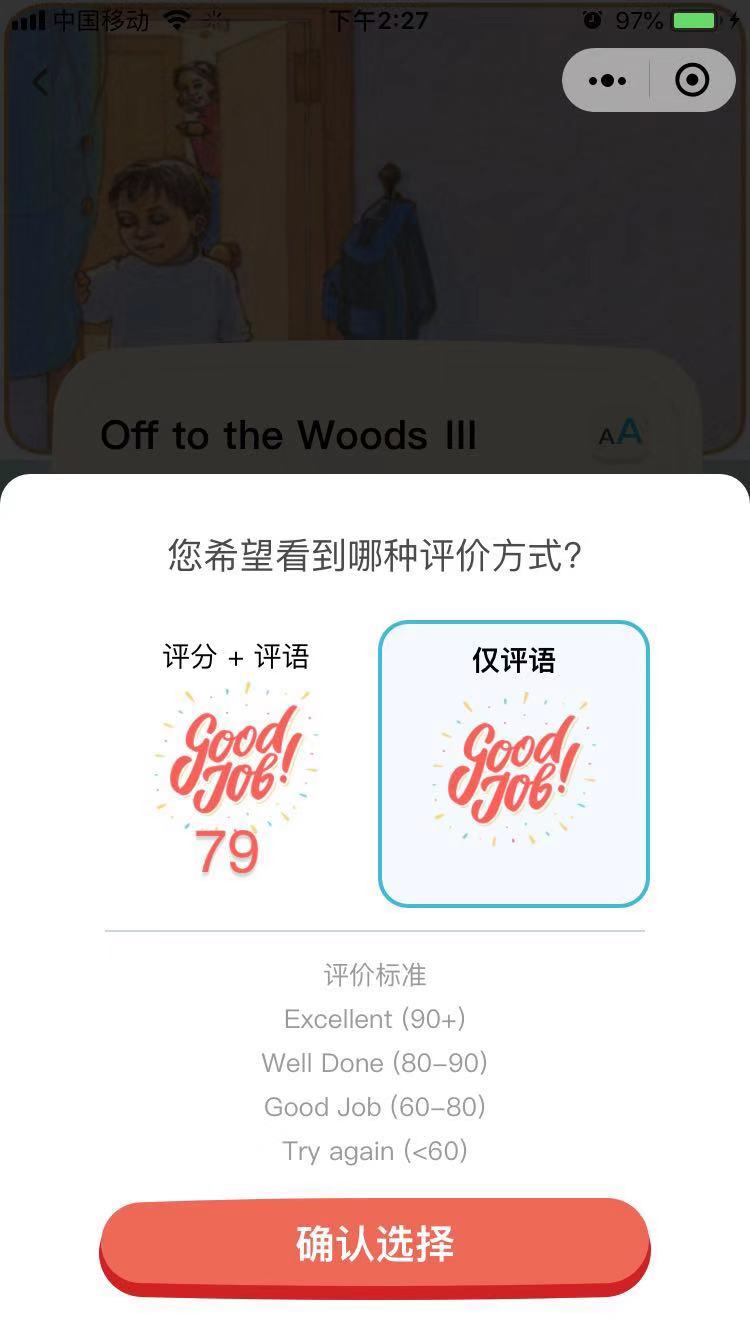 中国移动 下午2:27 97%
Off to the Woods III AA
您希望看到哪种评价方式?
评分 + 评语
Good Job!
79
仅评语
Good Job!
评价标准
Excellent (90+)
Well Done (80–90)
Good Job (60–80)
Try again (<60)
确认选择